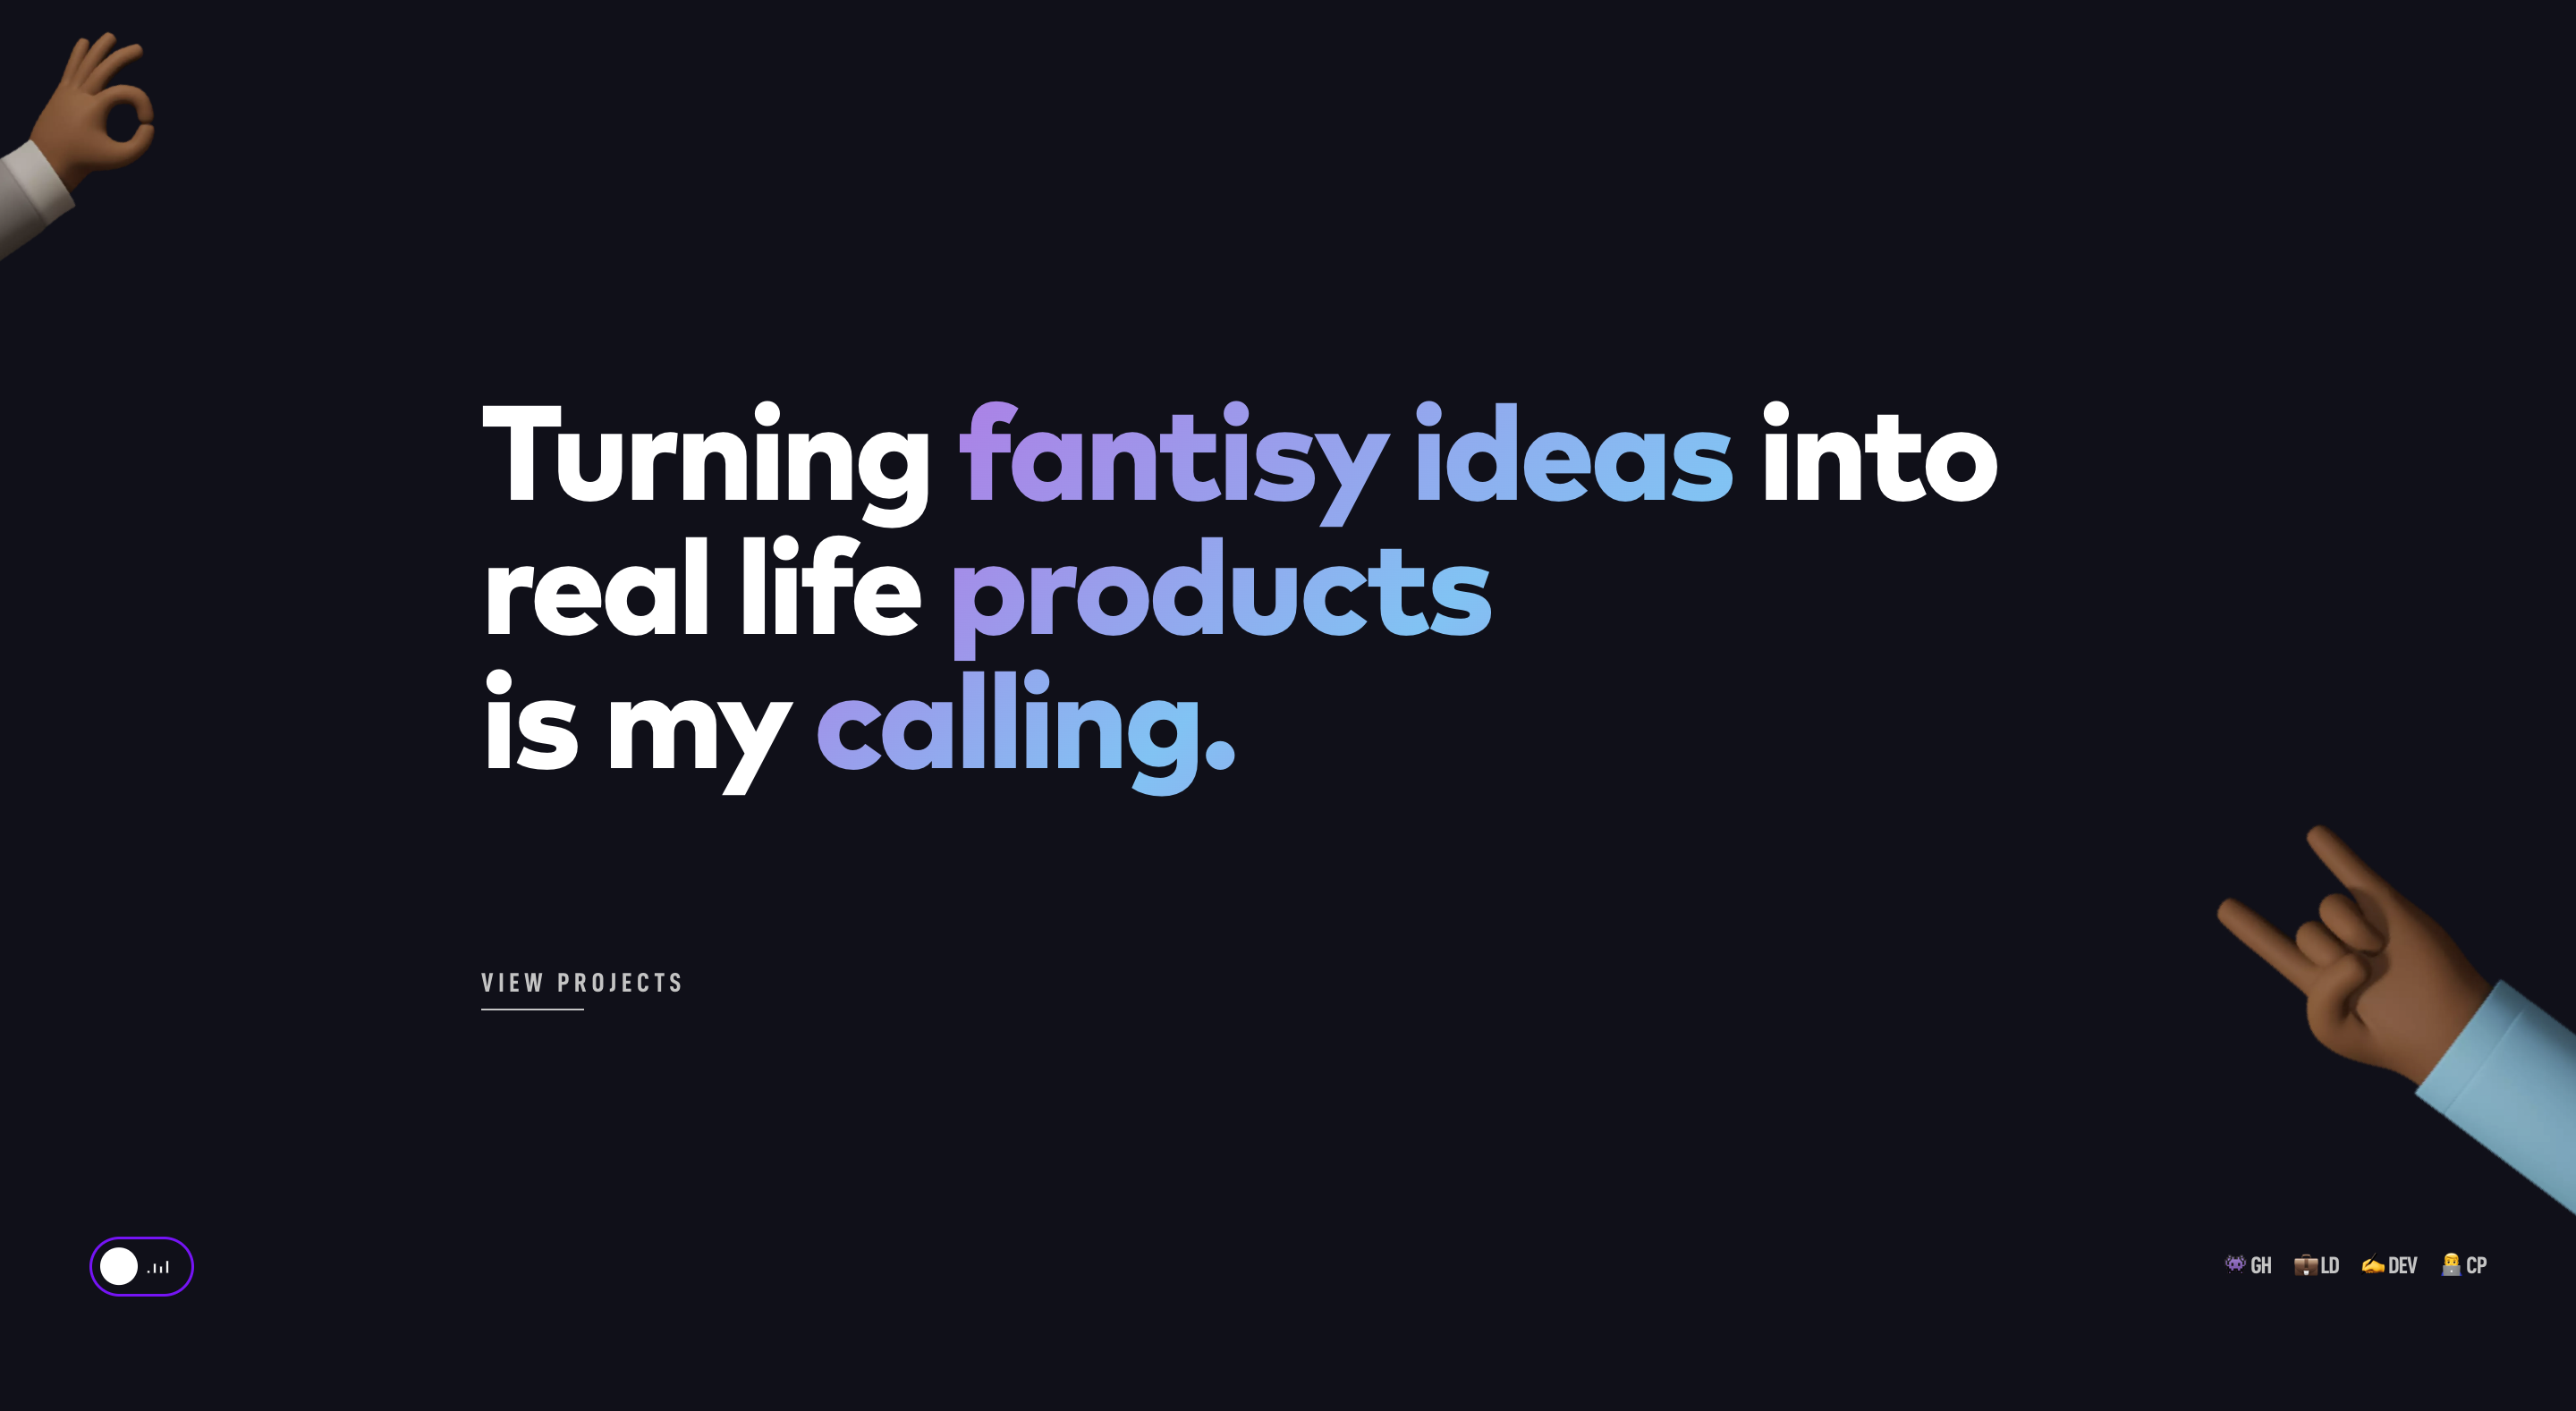 Turning fantisy ideas into
real life products
is my calling.
VIEW PROJECTS
GH LD DEV CP